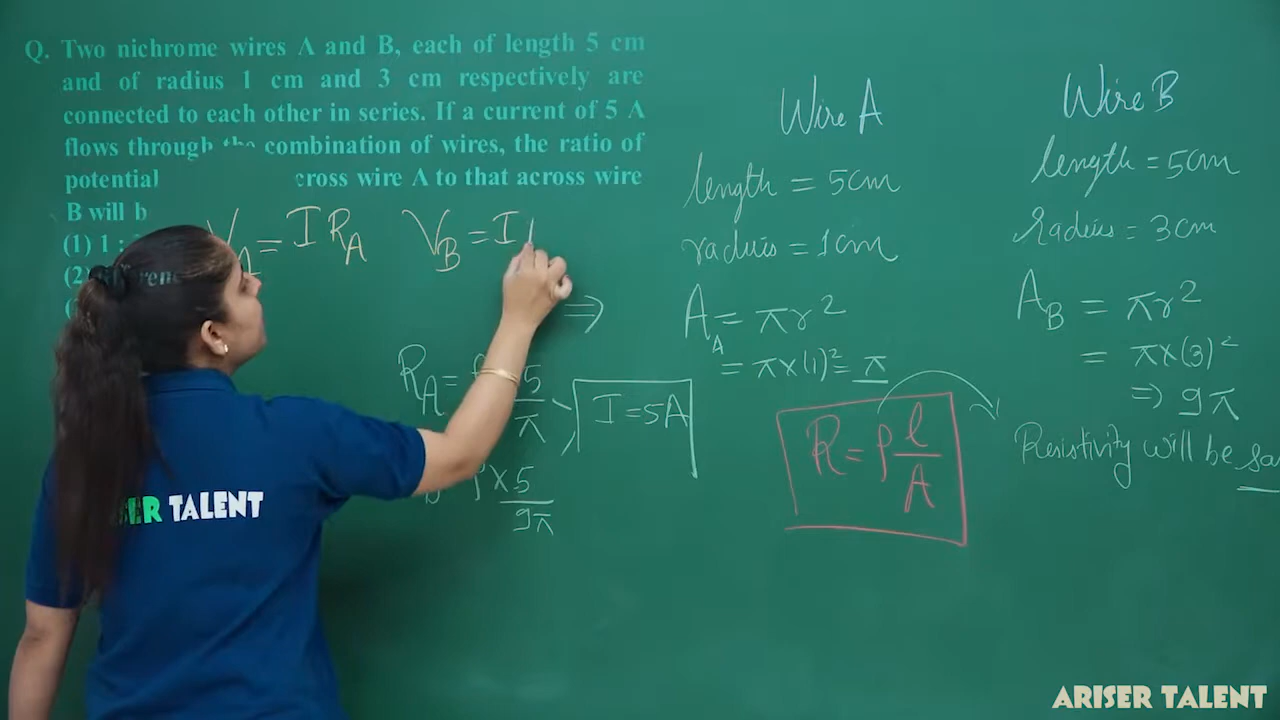 Q. Two nichrome wires A and B, each of length 5 cm
and of radius 1 cm and 3 cm respectively are
connected to each other in series. If a current of 5 A
flows through the combination of wires, the ratio of
potential cross wire A to that across wire
B will b
(1) 1 :
(2)
V_A = I R_A V_B = I
⇒
R_A = 5/π
I = 5A
ρ × 5/9π
Wire A
length = 5cm
radius = 1cm
A_A = πr²
= π×(1)² = π
R = ρ l/A
Wire B
length = 5cm
radius = 3cm
A_B = πr²
= π×(3)²
⇒ 9π
Resistivity will be sa
SER TALENT
ARISER TALENT